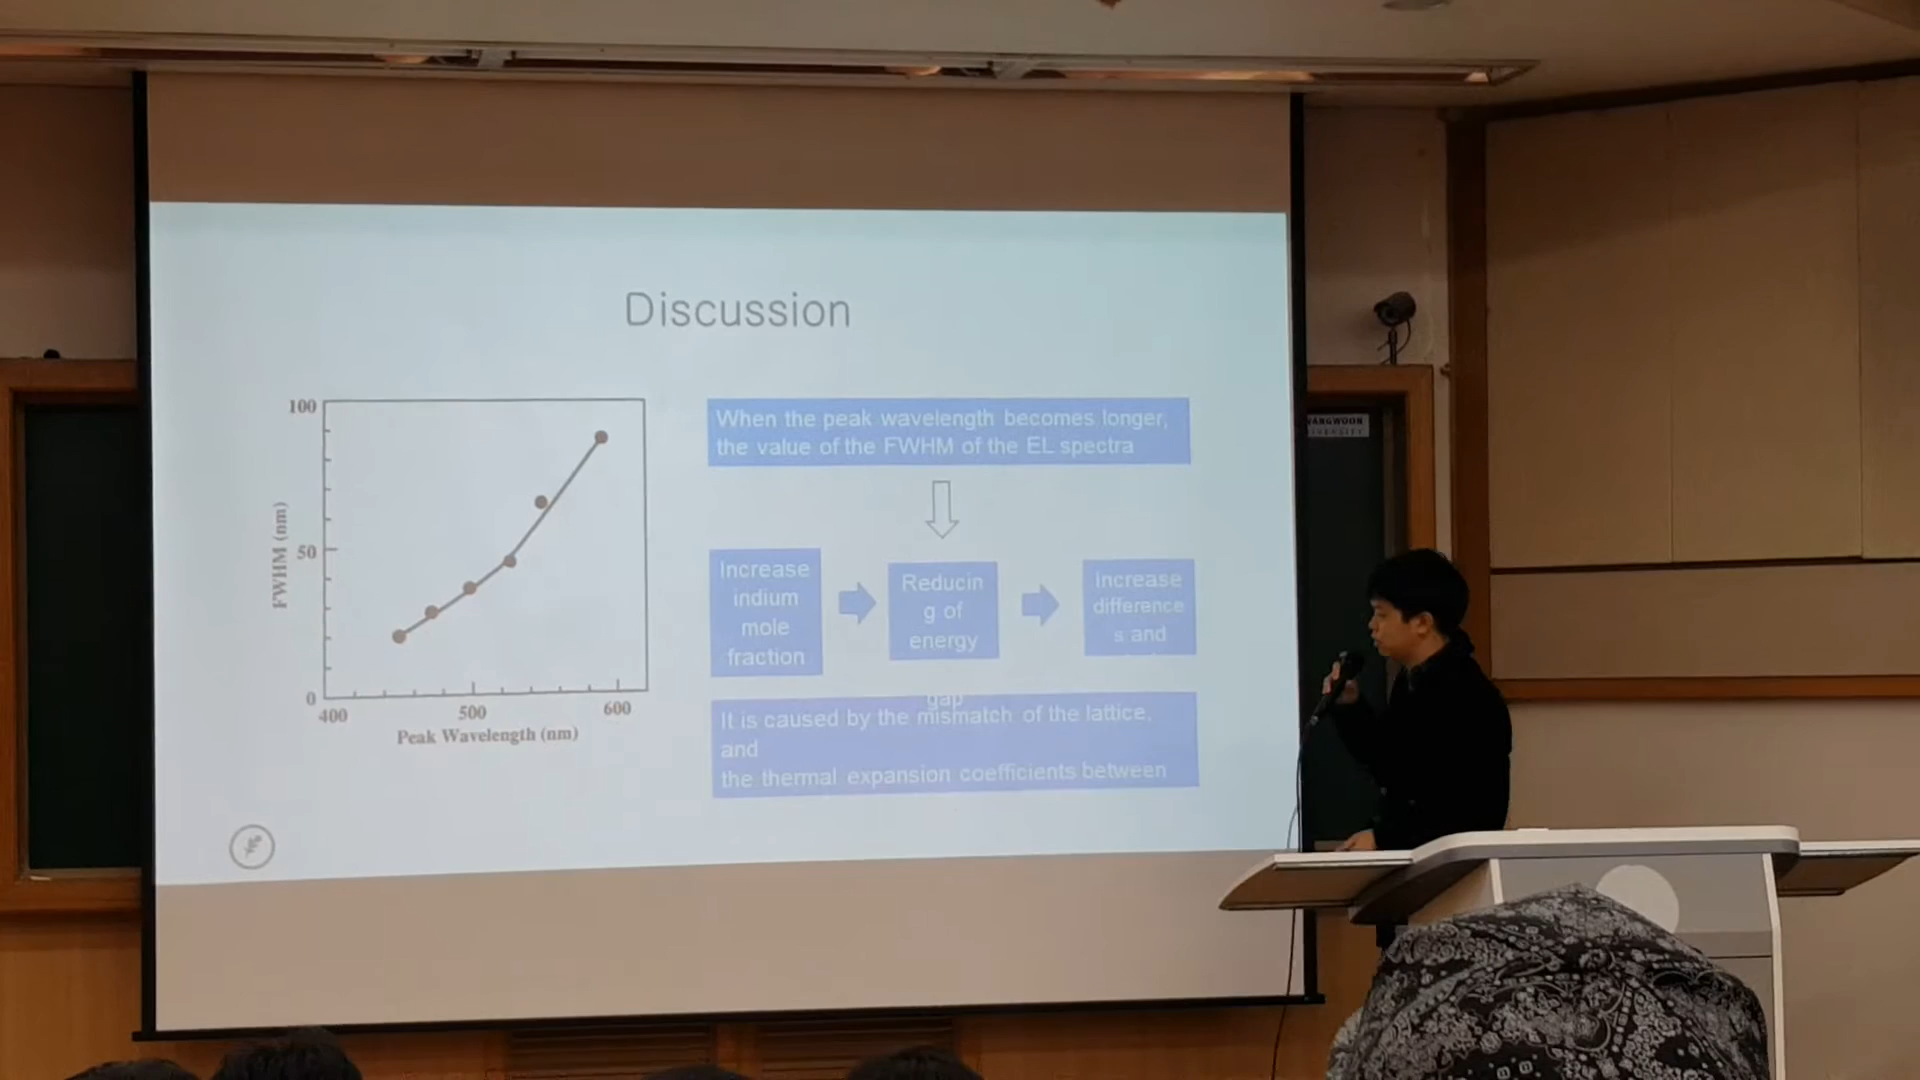 Discussion
100
50
0
400
500
600
FWHM (nm)
Peak Wavelength (nm)
When the peak wavelength becomes longer,
the value of the FWHM of the EL spectra
Increase
indium
mole
fraction
Reducin
g of
energy
gap
Increase
difference
s and
It is caused by the mismatch of the lattice,
and
the thermal expansion coefficients between